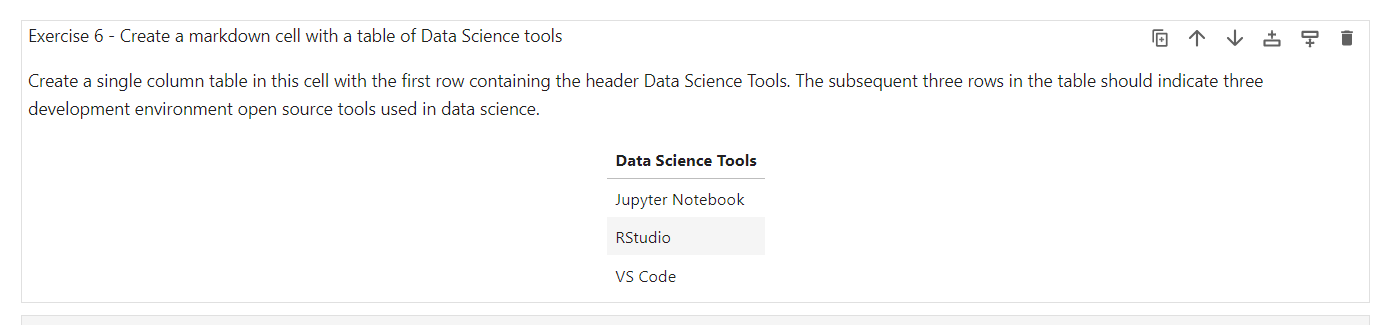 Exercise 6 - Create a markdown cell with a table of Data Science tools
Create a single column table in this cell with the first row containing the header Data Science Tools. The subsequent three rows in the table should indicate three
development environment open source tools used in data science.
Data Science Tools
Jupyter Notebook
RStudio
VS Code